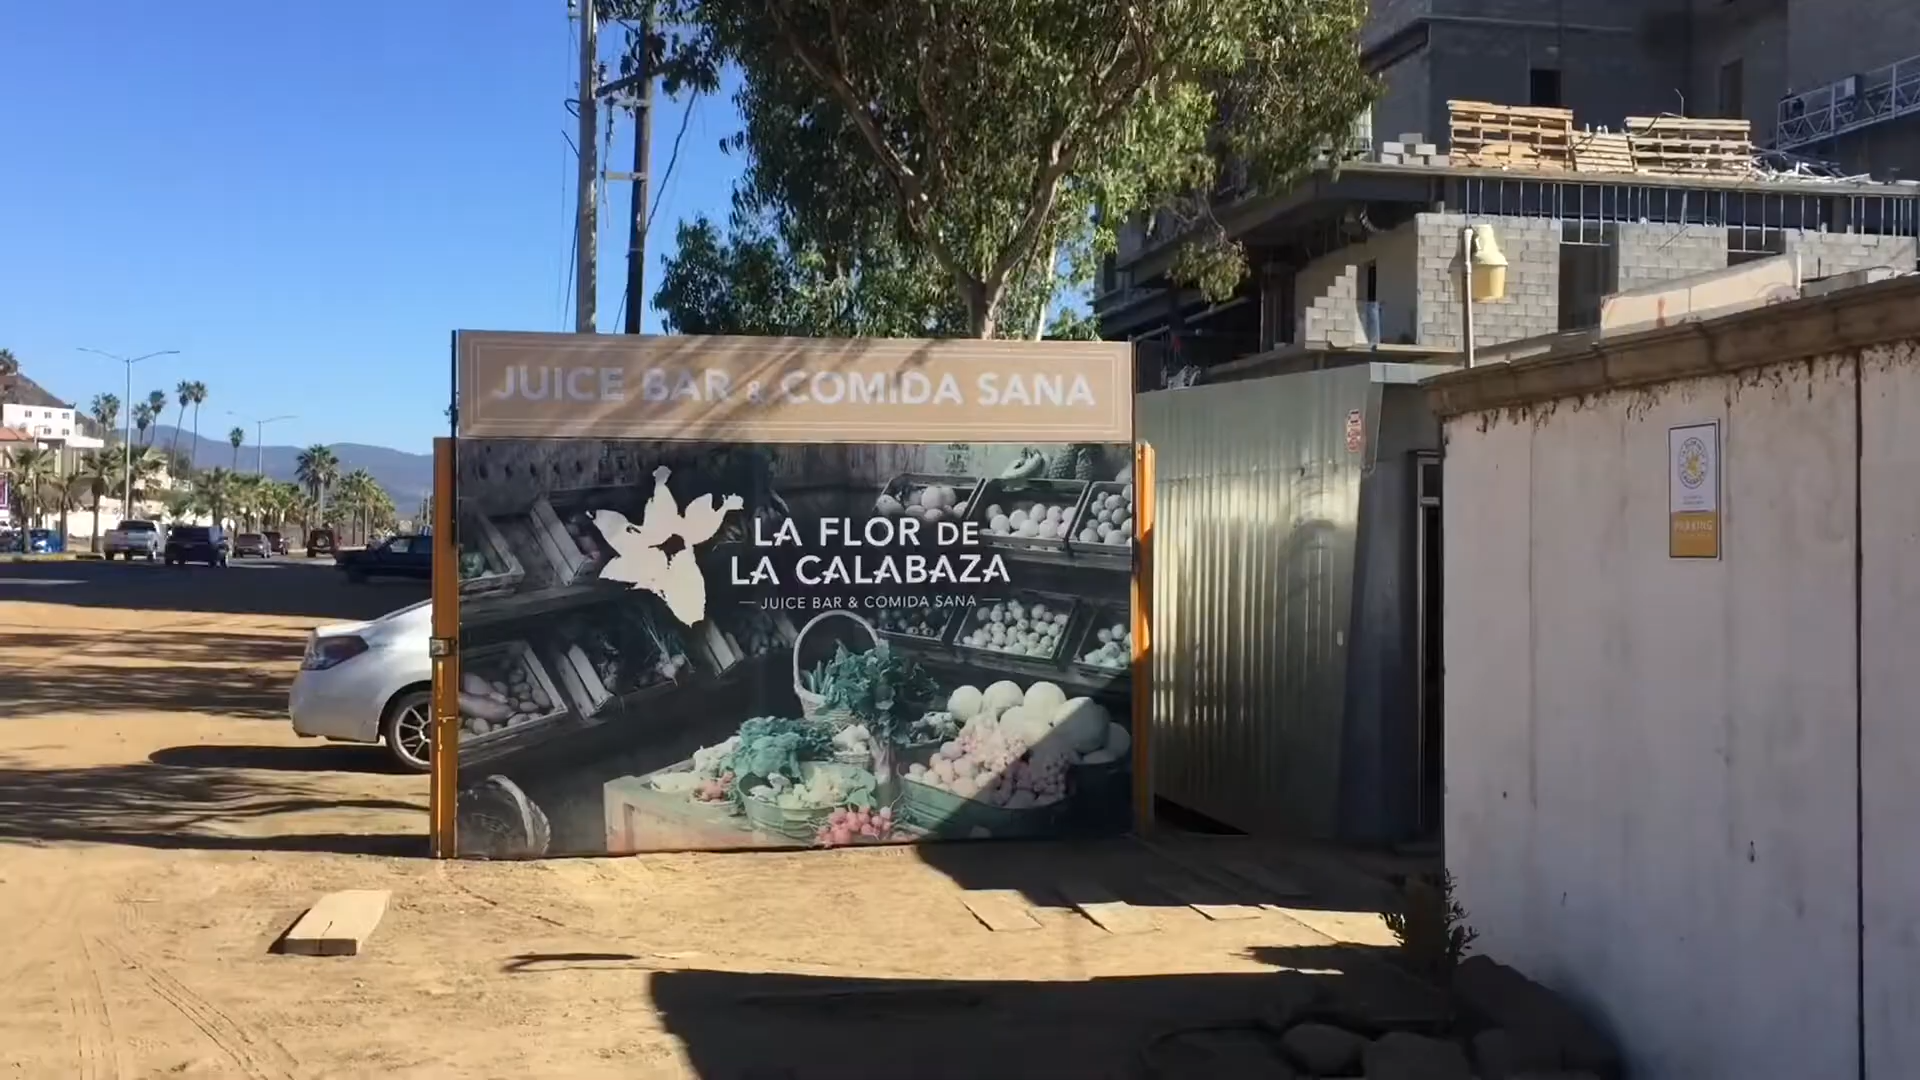 JUICE BAR & COMIDA SANA
LA FLOR DE
LA CALABAZA
JUICE BAR & COMIDA SANA
PARKING